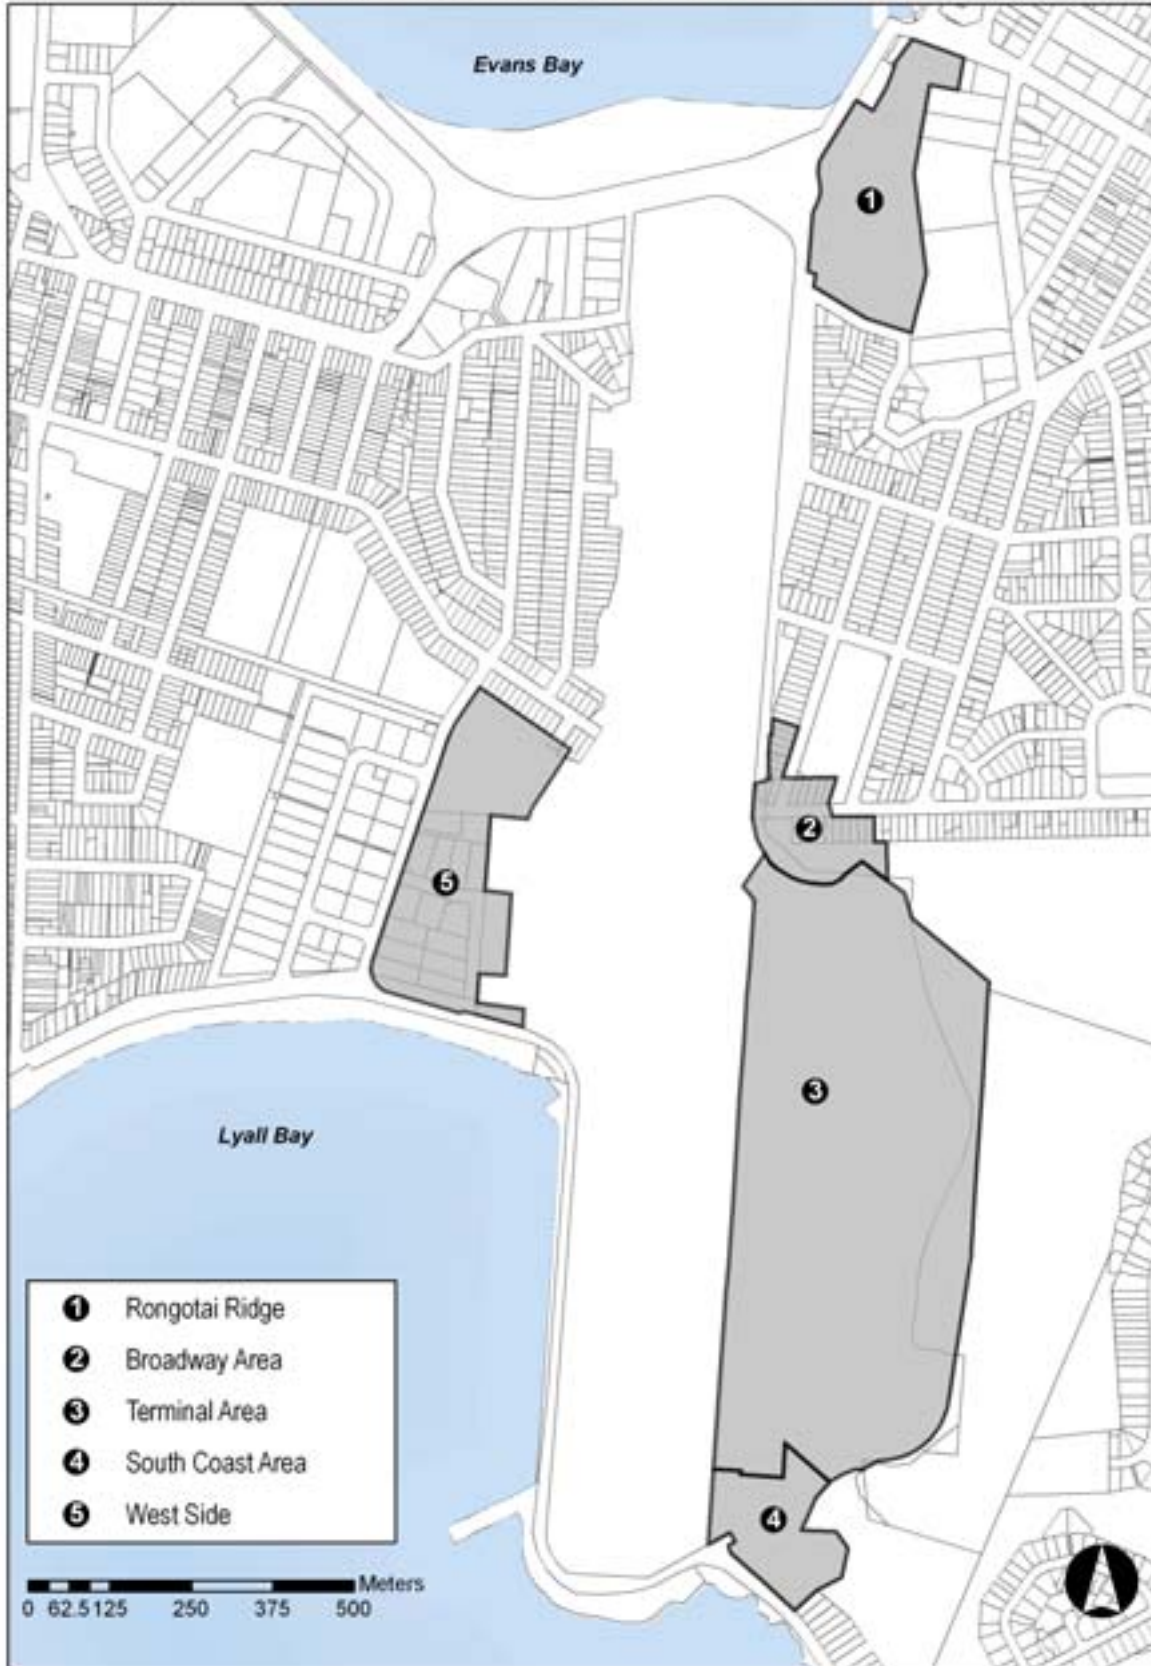 Evans Bay
1
2
5
3
Lyall Bay
1 Rongotai Ridge
2 Broadway Area
3 Terminal Area
4 South Coast Area
5 West Side
4
Meters
0 62.5 125 250 375 500